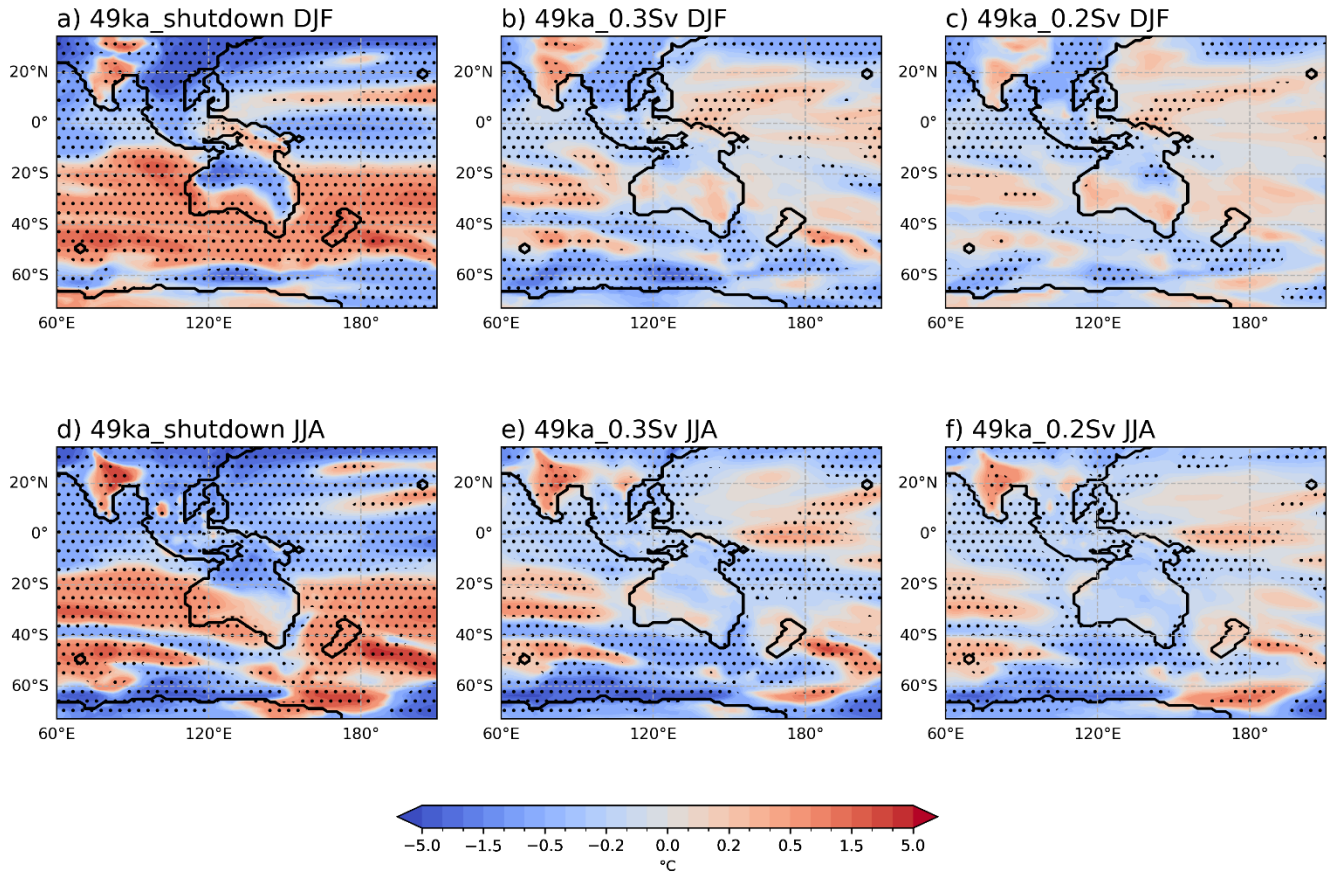 a) 49ka_shutdown DJF
b) 49ka_0.3Sv DJF
c) 49ka_0.2Sv DJF
20°N 20°N 20°N
0° 0° 0°
20°S 20°S 20°S
40°S 40°S 40°S
60°S 60°S 60°S
60°E 120°E 180° 60°E 120°E 180° 60°E 120°E 180°
d) 49ka_shutdown JJA
e) 49ka_0.3Sv JJA
f) 49ka_0.2Sv JJA
20°N 20°N 20°N
0° 0° 0°
20°S 20°S 20°S
40°S 40°S 40°S
60°S 60°S 60°S
60°E 120°E 180° 60°E 120°E 180° 60°E 120°E 180°
−5.0 −1.5 −0.5 −0.2 0.0 0.2 0.5 1.5 5.0
°C